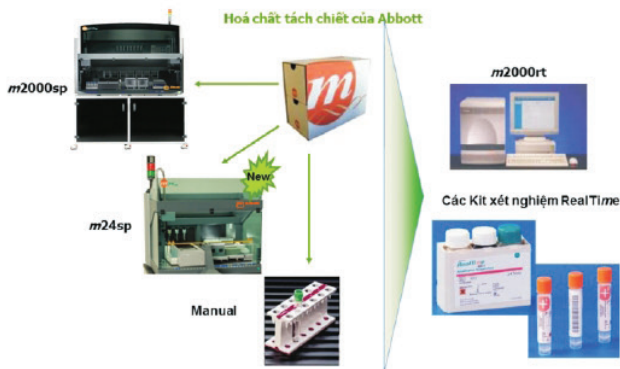 Hoá chất tách chiết của Abbott
m2000sp
m
New
m24sp
Manual
m2000rt
Các Kit xét nghiệm RealTime